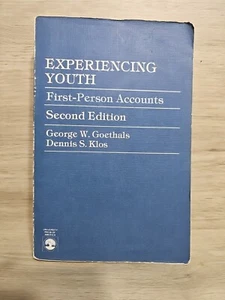 EXPERIENCING
YOUTH
First-Person Accounts
Second Edition
George W. Goethals
Dennis S. Klos